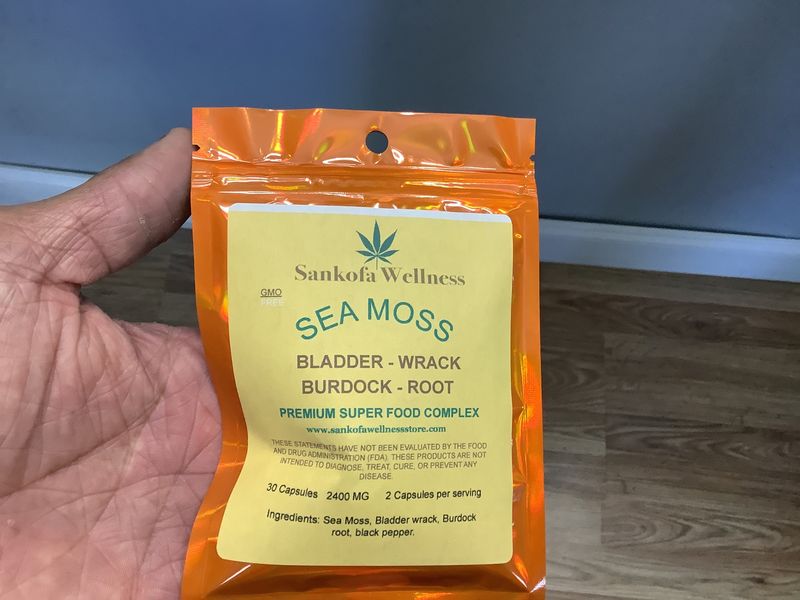 Sankofa Wellness
GMO
FREE
SEA MOSS
BLADDER - WRACK
BURDOCK - ROOT
PREMIUM SUPER FOOD COMPLEX
www.sankofawellnessstore.com
THESE STATEMENTS HAVE NOT BEEN EVALUATED BY THE FOOD
AND DRUG ADMINISTRATION (FDA). THESE PRODUCTS ARE NOT
INTENDED TO DIAGNOSE, TREAT, CURE, OR PREVENT ANY
DISEASE.
30 Capsules 2400 MG 2 Capsules per serving
Ingredients: Sea Moss, Bladder wrack, Burdock
root, black pepper.